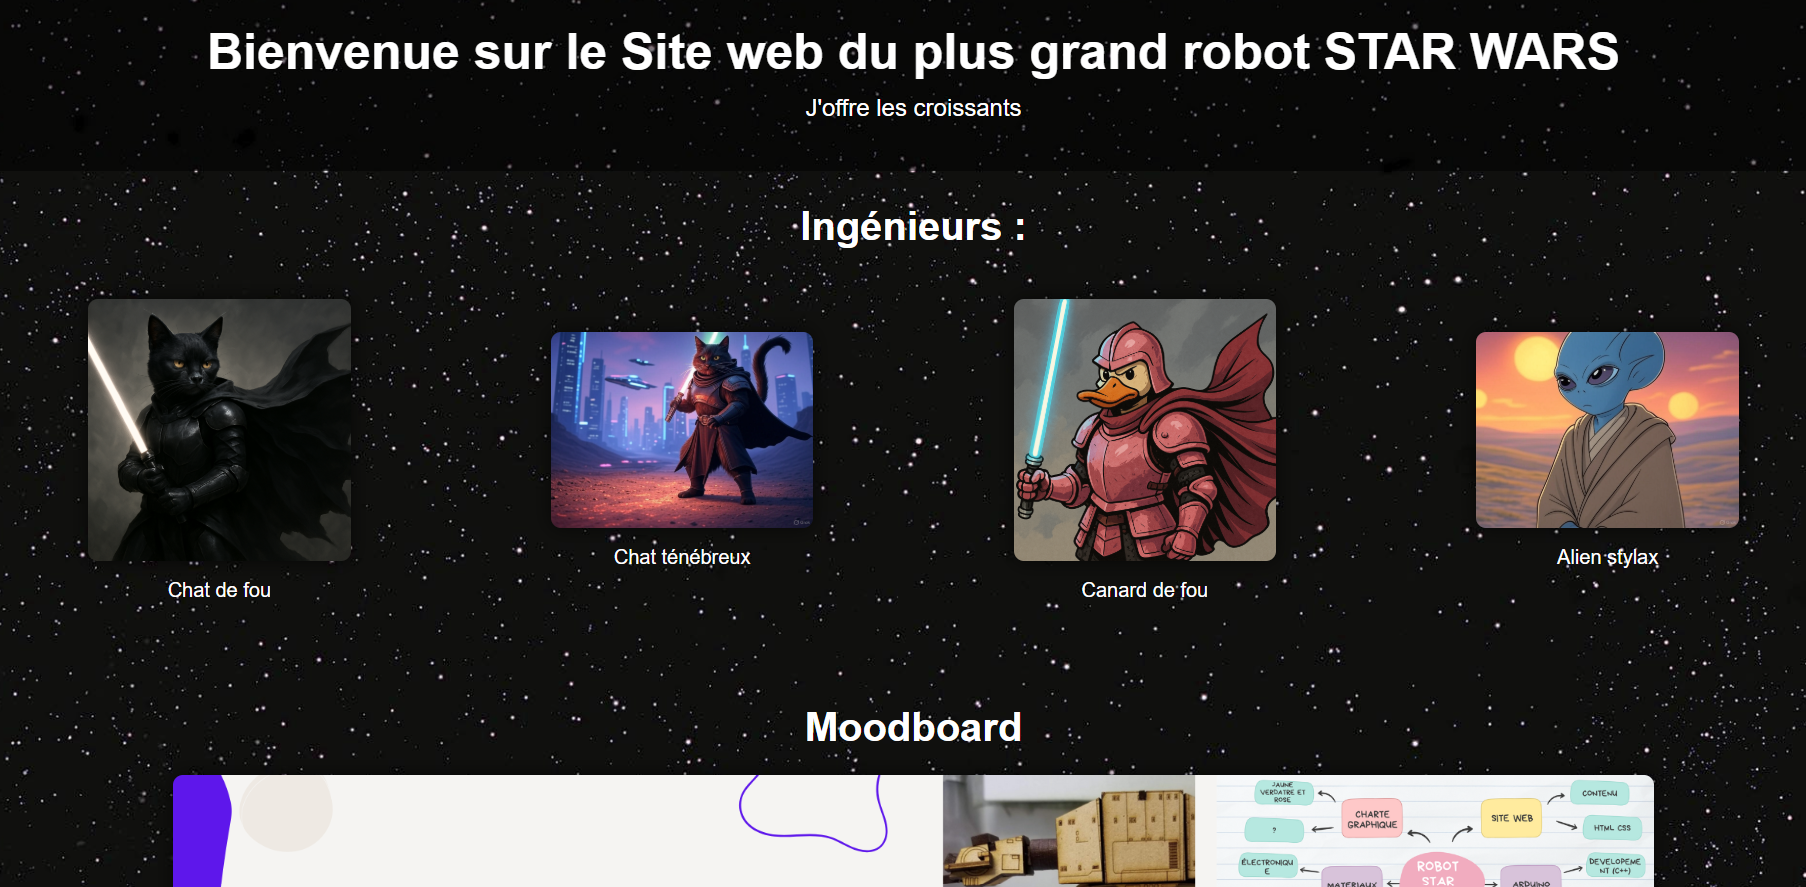 Bienvenue sur le Site web du plus grand robot STAR WARS
J'offre les croissants
Ingénieurs :
Chat de fou
Chat ténébreux
Canard de fou
Alien stylax
Moodboard
JAUNE
VERDATRE ET
ROSE
?
ÉLECTRONIQU
E
CHARTE
GRAPHIQUE
MATERIAUX
ROBOT
STAR
SITE WEB
ARDUINO
CONTENU
HTML CSS
DEVELOPEME
NT (C++)